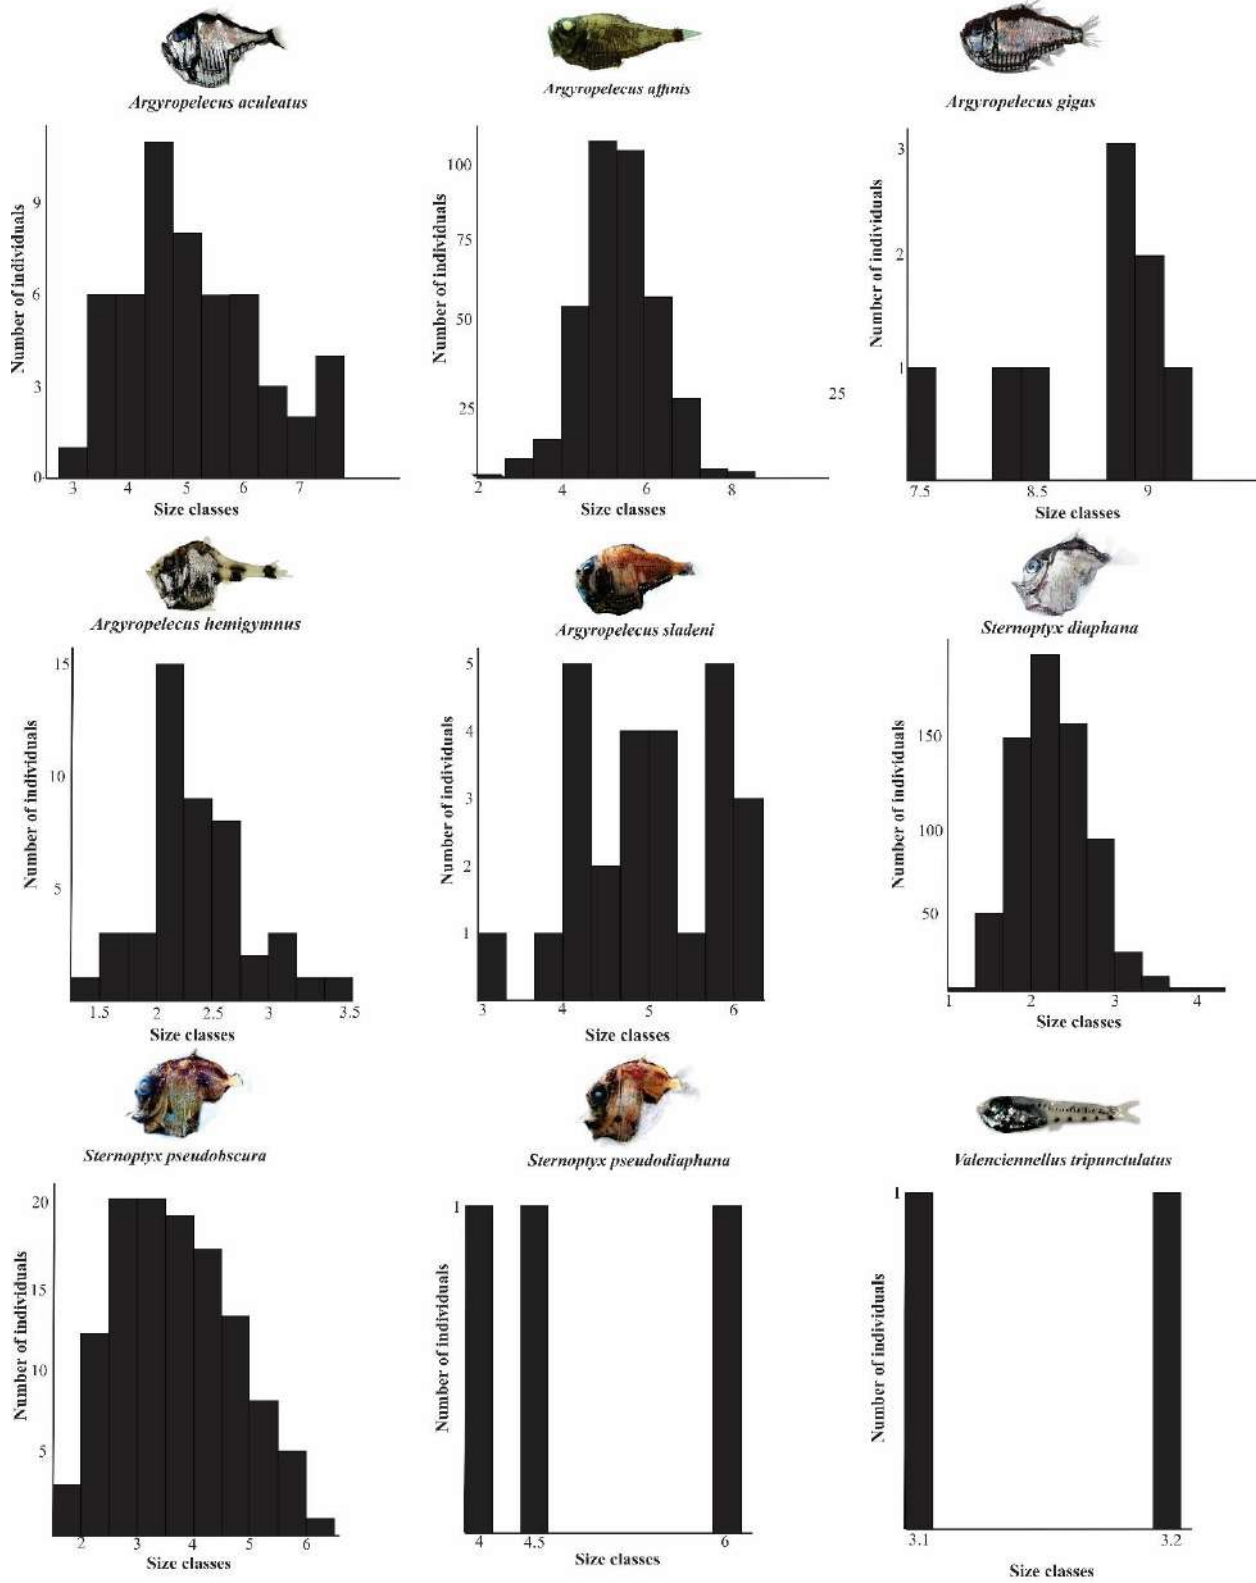 Argyropelecus aculeatus
Number of individuals
9
6
3
0
3 4 5 6 7
Size classes
Argyropelecus affinis
Number of individuals
100
75
50
25
2 4 6 8
Size classes
25
Argyropelecus gigas
Number of individuals
3
2
1
7.5 8.5 9
Size classes
Argyropelecus hemigymnus
Number of individuals
15
10
5
1.5 2 2.5 3 3.5
Size classes
Argyropelecus sladeni
Number of individuals
5
4
3
2
1
3 4 5 6
Size classes
Sternoptyx diaphana
Number of individuals
150
100
50
1 2 3 4
Size classes
Sternoptyx pseudobscura
Number of individuals
20
15
10
5
2 3 4 5 6
Size classes
Sternoptyx pseudodiaphana
Number of individuals
1
4 4.5 6
Size classes
Valenciennellus tripunctulatus
Number of individuals
1
3.1 3.2
Size classes